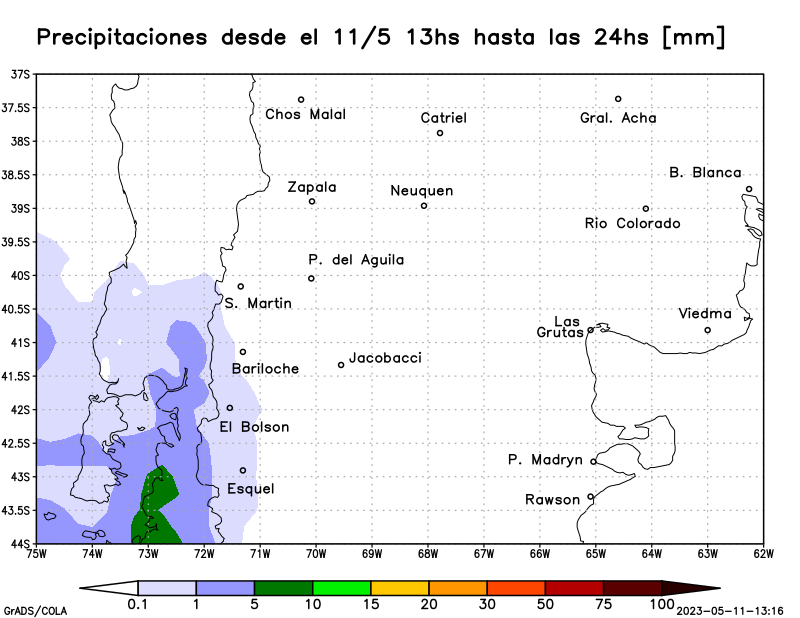 Precipitaciones desde el 11/5 13hs hasta las 24hs [mm]
37S
37.5S
Chos Malal
Gral. Acha
Catriel
38S
38.5S
B. Blanca
Zapala
Neuquen
39S
Rio Colorado
39.5S
P. del Aguila
40S
S. Martin
40.5S
Viedma
Las
Grutas
41S
Jacobacci
Bariloche
41.5S
42S
El Bolson
42.5S
P. Madryn
43S
Esquel
Rawson
43.5S
44S
75W 74W 73W 72W 71W 70W 69W 68W 67W 66W 65W 64W 63W 62W
0.1 1 5 10 15 20 30 50 75 100
GrADS/COLA
2023-05-11-13:16